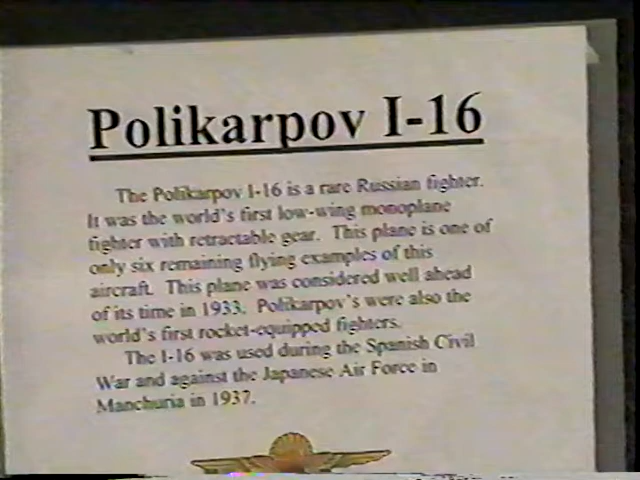 Polikarpov I-16
The Polikarpov I-16 is a rare Russian fighter.
It was the world's first low-wing monoplane
fighter with retractable gear. This plane is one of
only six remaining flying examples of this
aircraft. This plane was considered well ahead
of its time in 1933. Polikarpov's were also the
world's first rocket-equipped fighters.
The I-16 was used during the Spanish Civil
War and against the Japanese Air Force in
Manchuria in 1937.